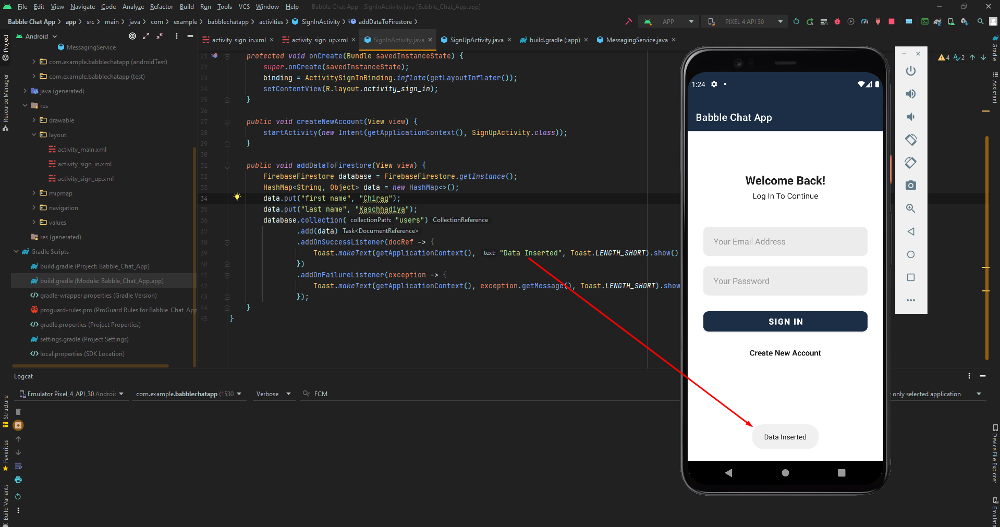 File Edit View Navigate Code Analyze Refactor Build Run Tools VCS Window Help Babble Chat App - SignInActivity.java [Babble_Chat_App.app]
Babble Chat App app src main java com example babblechatapp activities SignInActivity addDataToFirestore APP PIXEL 4 API 30
Android
activity_sign_in.xml activity_sign_up.xml SignInActivity.java SignUpActivity.java build.gradle (:app) MessagingService.java
Project
Resource Manager
Structure
Favorites
Build Variants
MessagingService
com.example.babblechatapp (androidTest)
com.example.babblechatapp (test)
java (generated)
res
drawable
layout
activity_main.xml
activity_sign_in.xml
activity_sign_up.xml
mipmap
navigation
values
res (generated)
Gradle Scripts
build.gradle (Project: Babble_Chat_App)
build.gradle (Module: Babble_Chat_App.app)
gradle-wrapper.properties (Gradle Version)
proguard-rules.pro (ProGuard Rules for Babble_Chat_App
gradle.properties (Project Properties)
settings.gradle (Project Settings)
local.properties (SDK Location)
21 protected void onCreate(Bundle savedInstanceState) {
22 super.onCreate(savedInstanceState);
23 binding = ActivitySignInBinding.inflate(getLayoutInflater());
24 setContentView(R.layout.activity_sign_in);
25 }
26
27 public void createNewAccount(View view) {
28 startActivity(new Intent(getApplicationContext(), SignUpActivity.class));
29 }
30
31 public void addDataToFirestore(View view) {
32 FirebaseFirestore database = FirebaseFirestore.getInstance();
33 HashMap<String, Object> data = new HashMap<>();
34 data.put("first name", "Chirag");
35 data.put("last name", "Kaschhadiya");
36 database.collection( collectionPath: "users") CollectionReference
37 .add(data) Task<DocumentReference>
38 .addOnSuccessListener(docRef -> {
39 Toast.makeText(getApplicationContext(), text: "Data Inserted", Toast.LENGTH_SHORT).show()
40 })
41 .addOnFailureListener(exception -> {
42 Toast.makeText(getApplicationContext(), exception.getMessage(), Toast.LENGTH_SHORT).show
43 });
44 }
45 }
4 2
1:24
Babble Chat App
Welcome Back!
Log In To Continue
Your Email Address
Your Password
SIGN IN
Create New Account
Data Inserted
Gradle
Assistant
Device File Explorer
Emulato
Logcat
Emulator Pixel_4_API_30 Android com.example.babblechatapp (1530 Verbose FCM only selected application